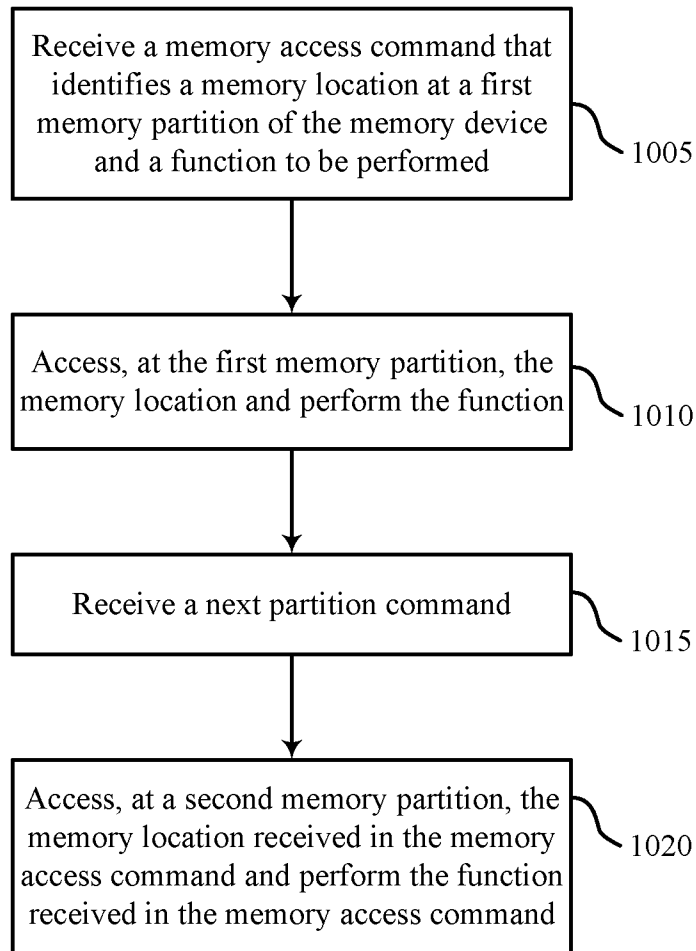 Receive a memory access command that
identifies a memory location at a first
memory partition of the memory device
and a function to be performed
1005
Access, at the first memory partition, the
memory location and perform the function
1010
Receive a next partition command
1015
Access, at a second memory partition, the
memory location received in the memory
access command and perform the function
received in the memory access command
1020